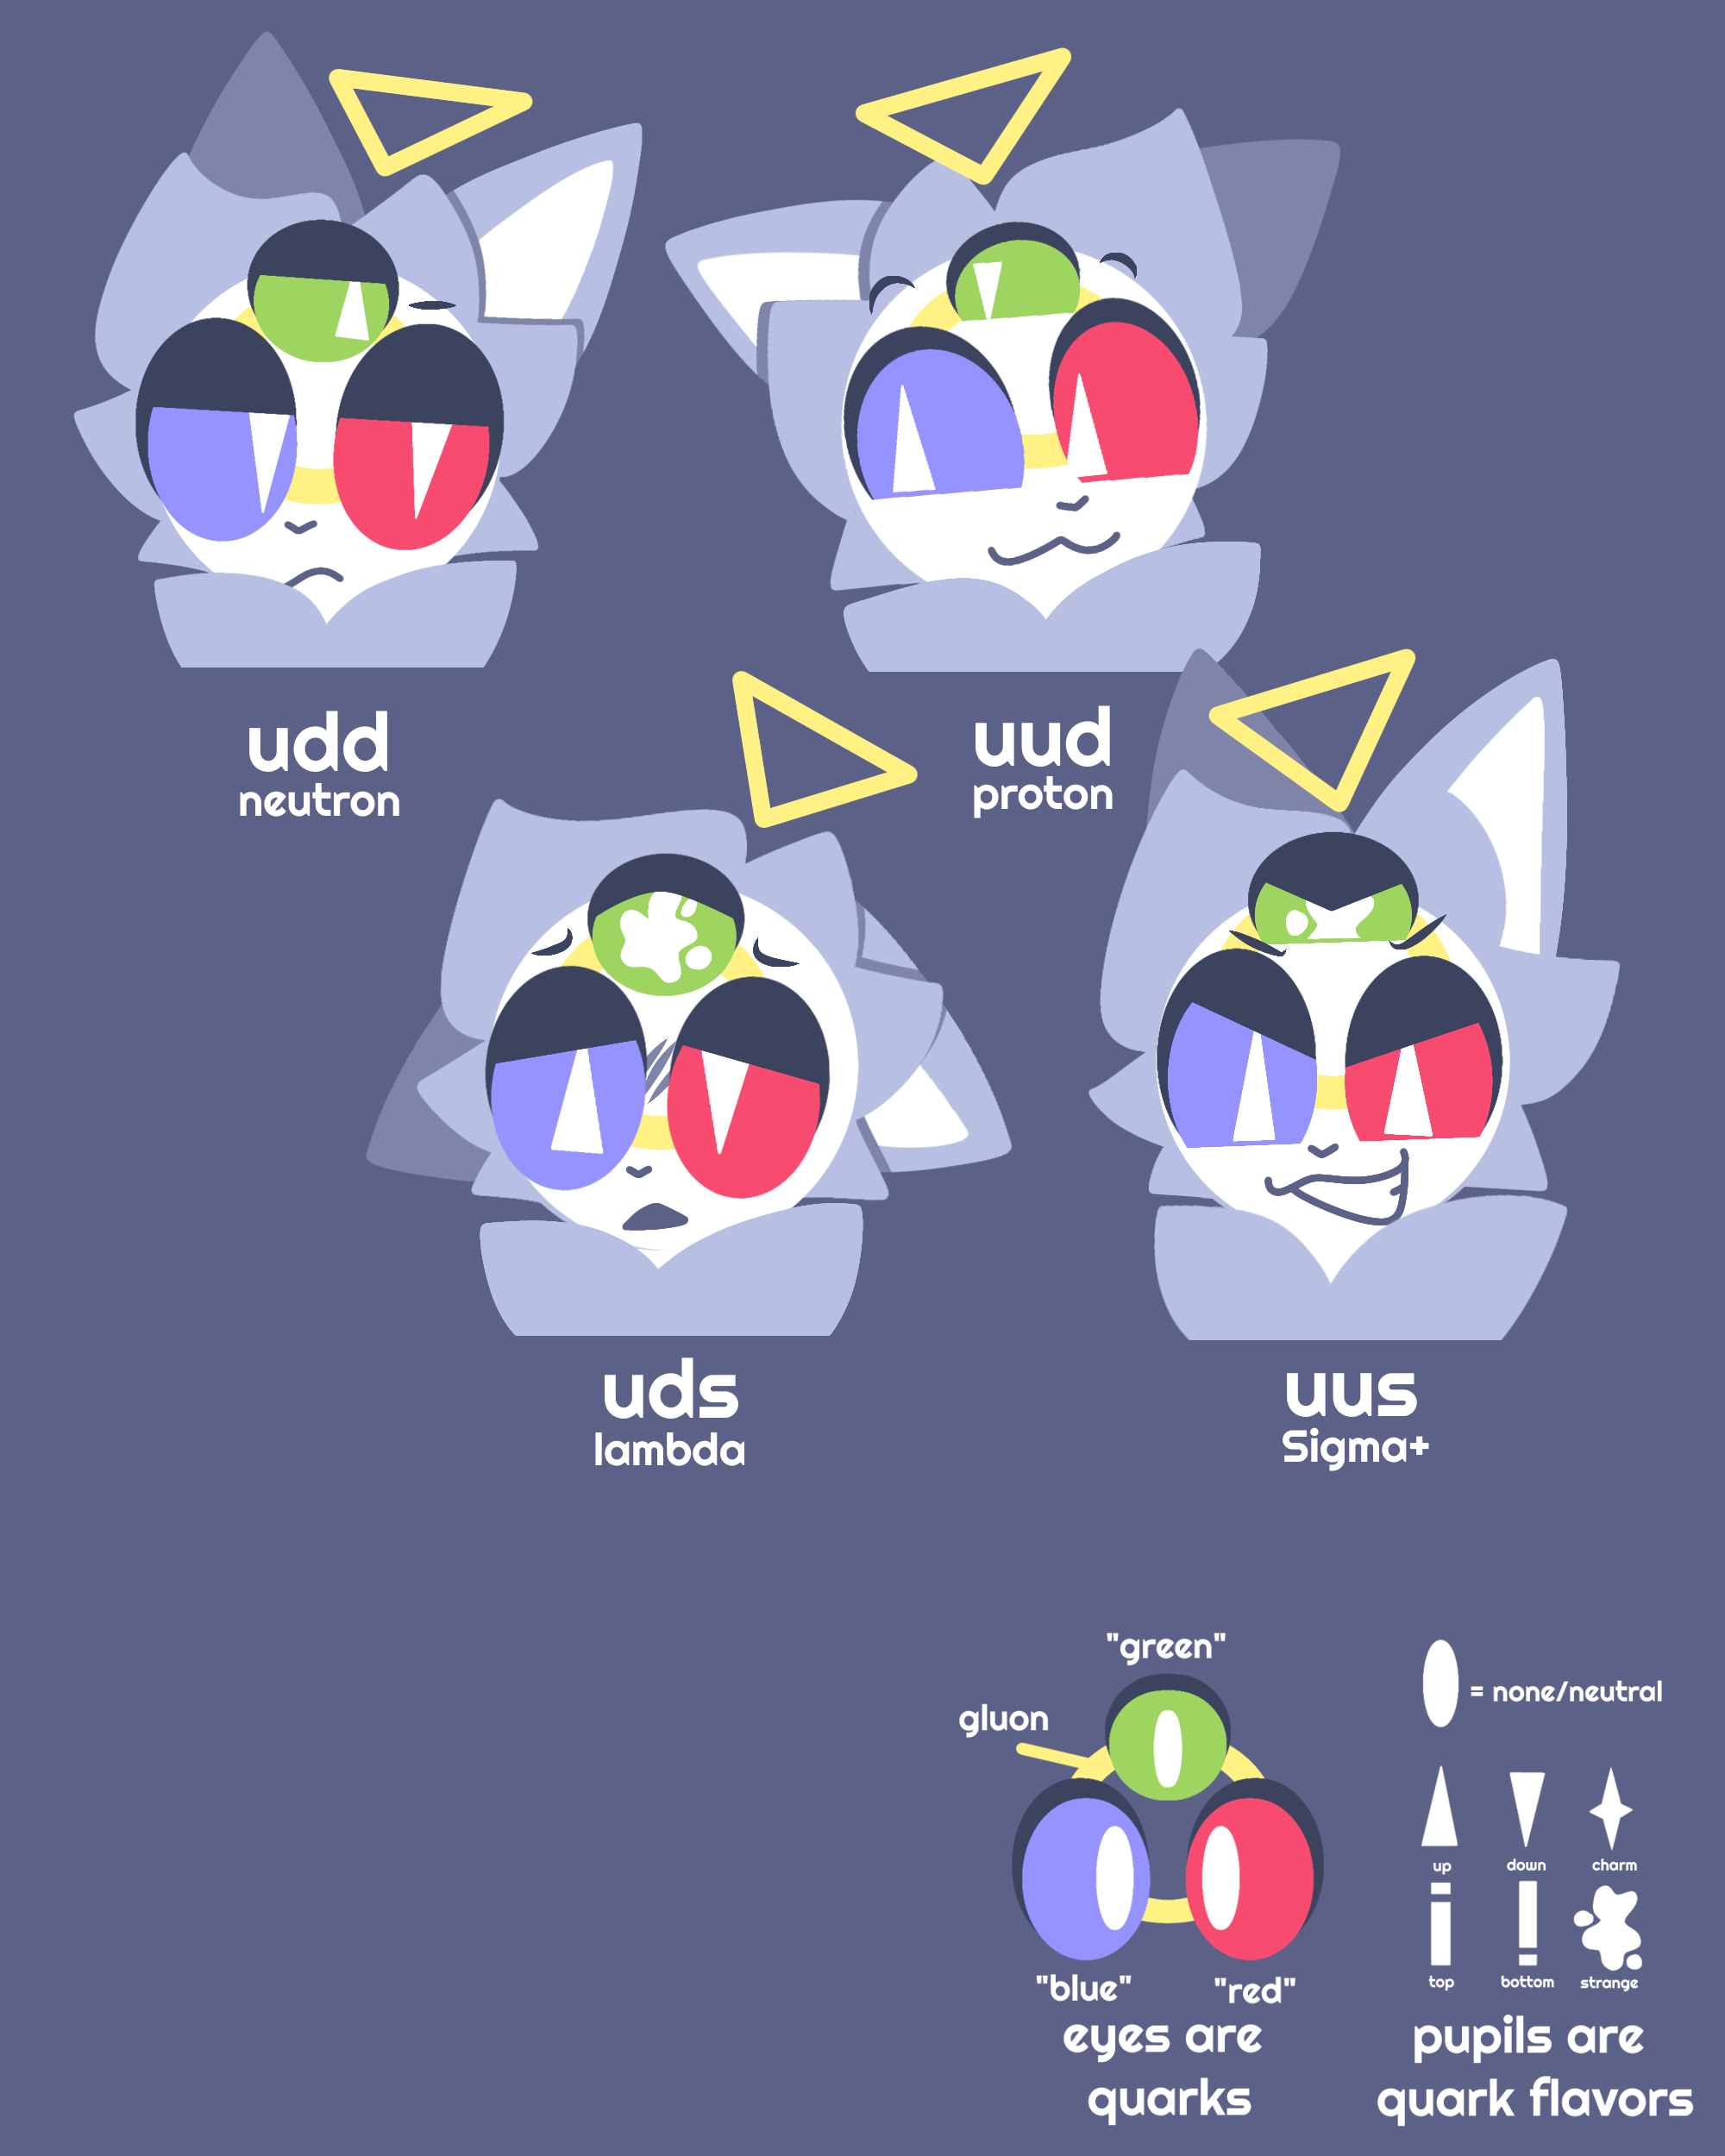 udd
neutron
uud
proton
uds
lambda
uus
Sigma+
"green"
gluon
"blue"
"red"
eyes are
quarks
= none/neutral
up
down
charm
top
bottom
strange
pupils are
quark flavors